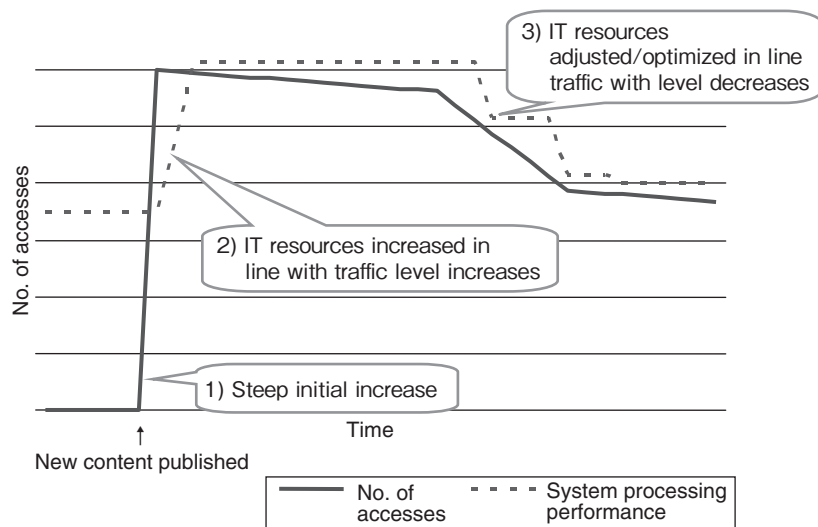 3) IT resources
adjusted/optimized in line
traffic with level decreases
No. of accesses
2) IT resources increased in
line with traffic level increases
1) Steep initial increase
Time
New content published
No. of
accesses
System processing
performance